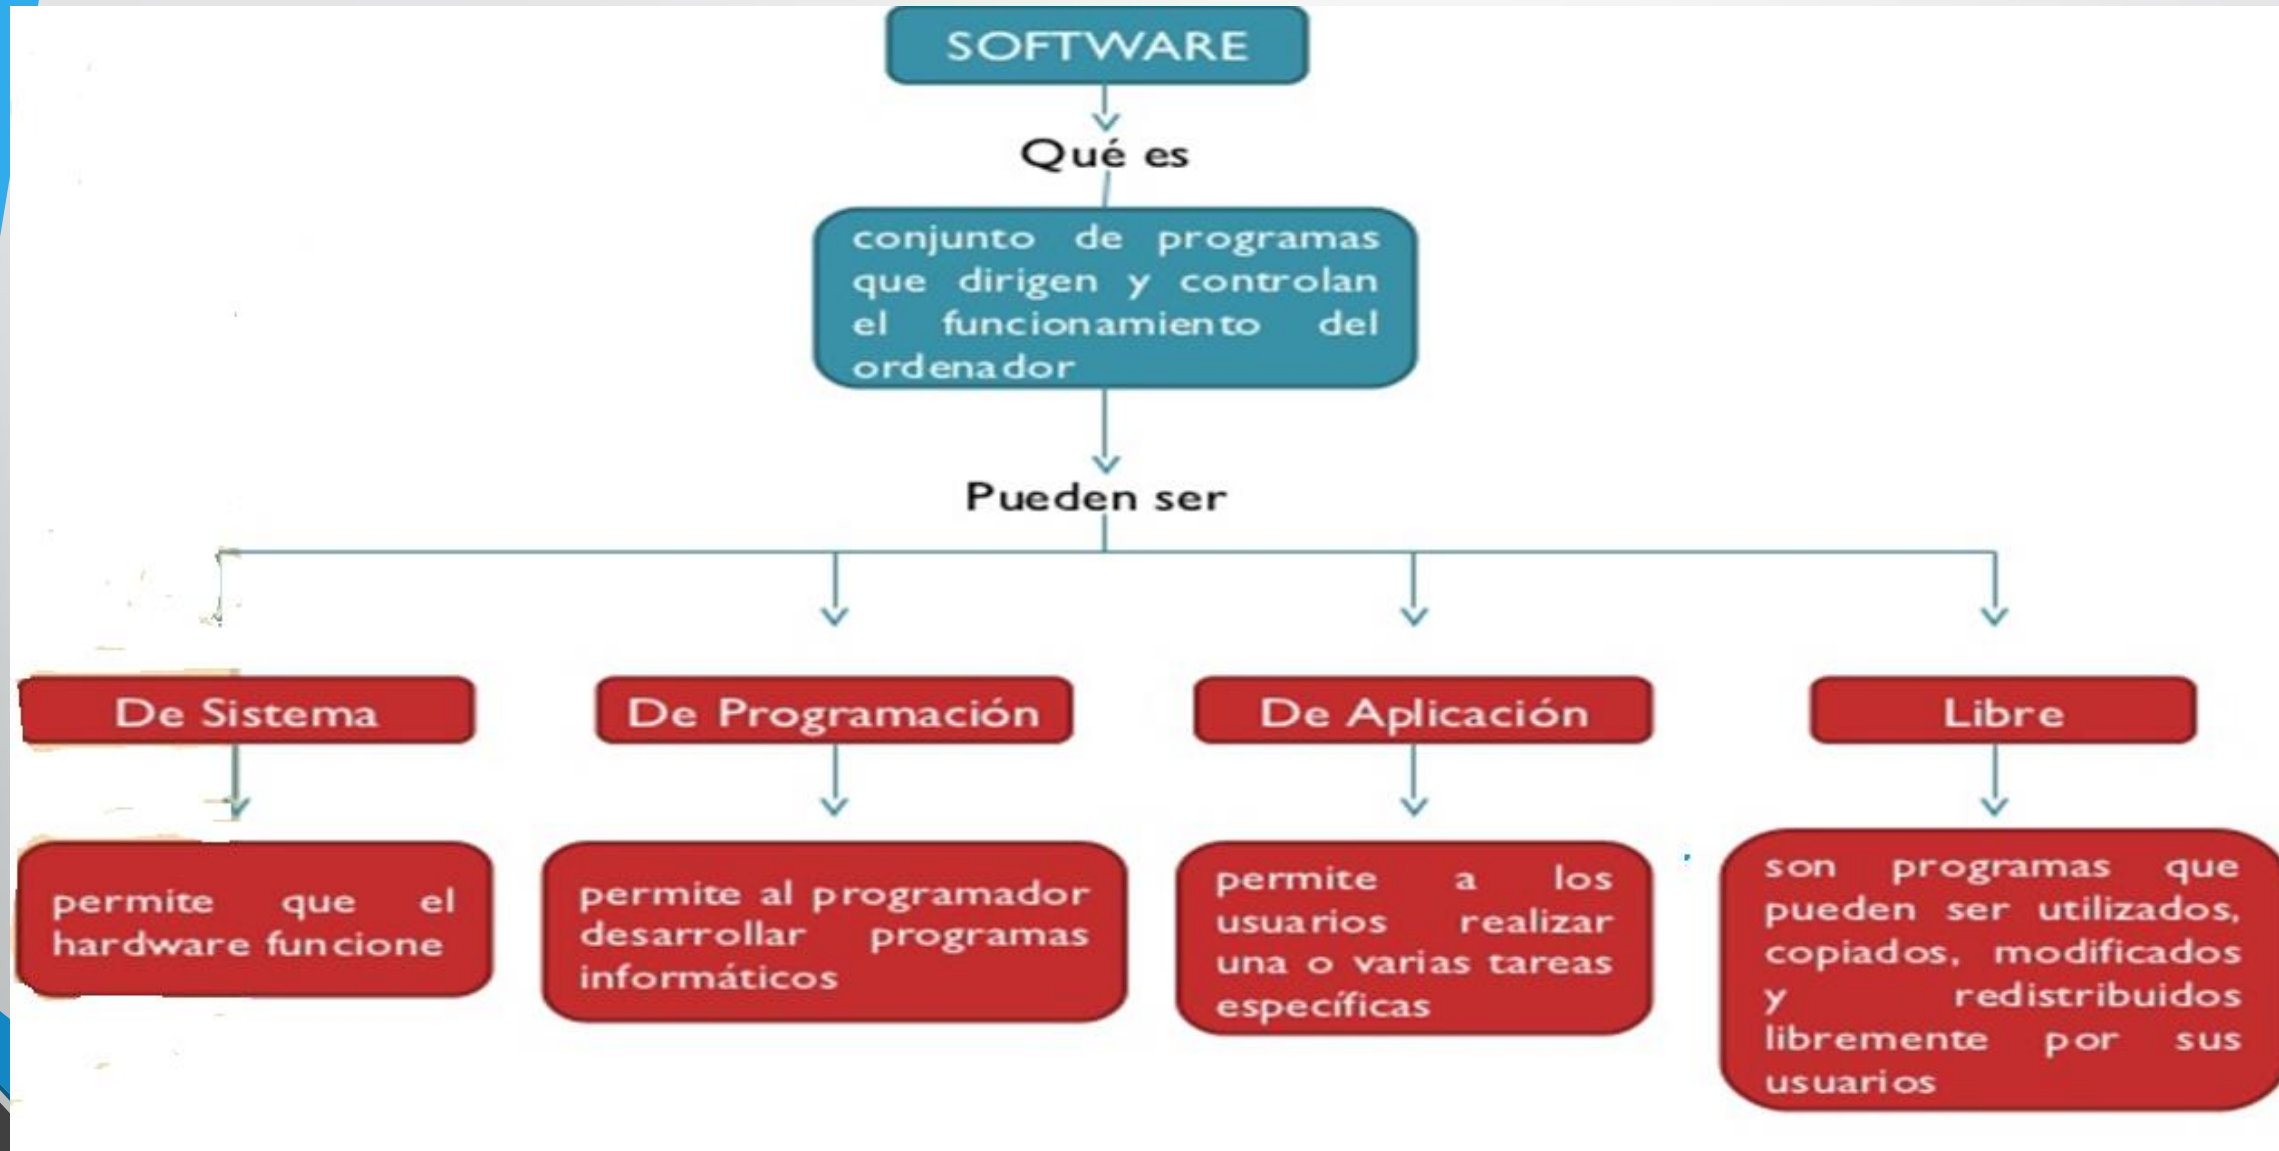 SOFTWARE
Qué es
conjunto de programas
que dirigen y controlan
el funcionamiento del
ordenador
Pueden ser
De Sistema
De Programación
De Aplicación
Libre
permite que el
hardware funcione
permite al programador
desarrollar programas
informáticos
permite a los
usuarios realizar
una o varias tareas
específicas
son programas que
pueden ser utilizados,
copiados, modificados
y redistribuidos
libremente por sus
usuarios